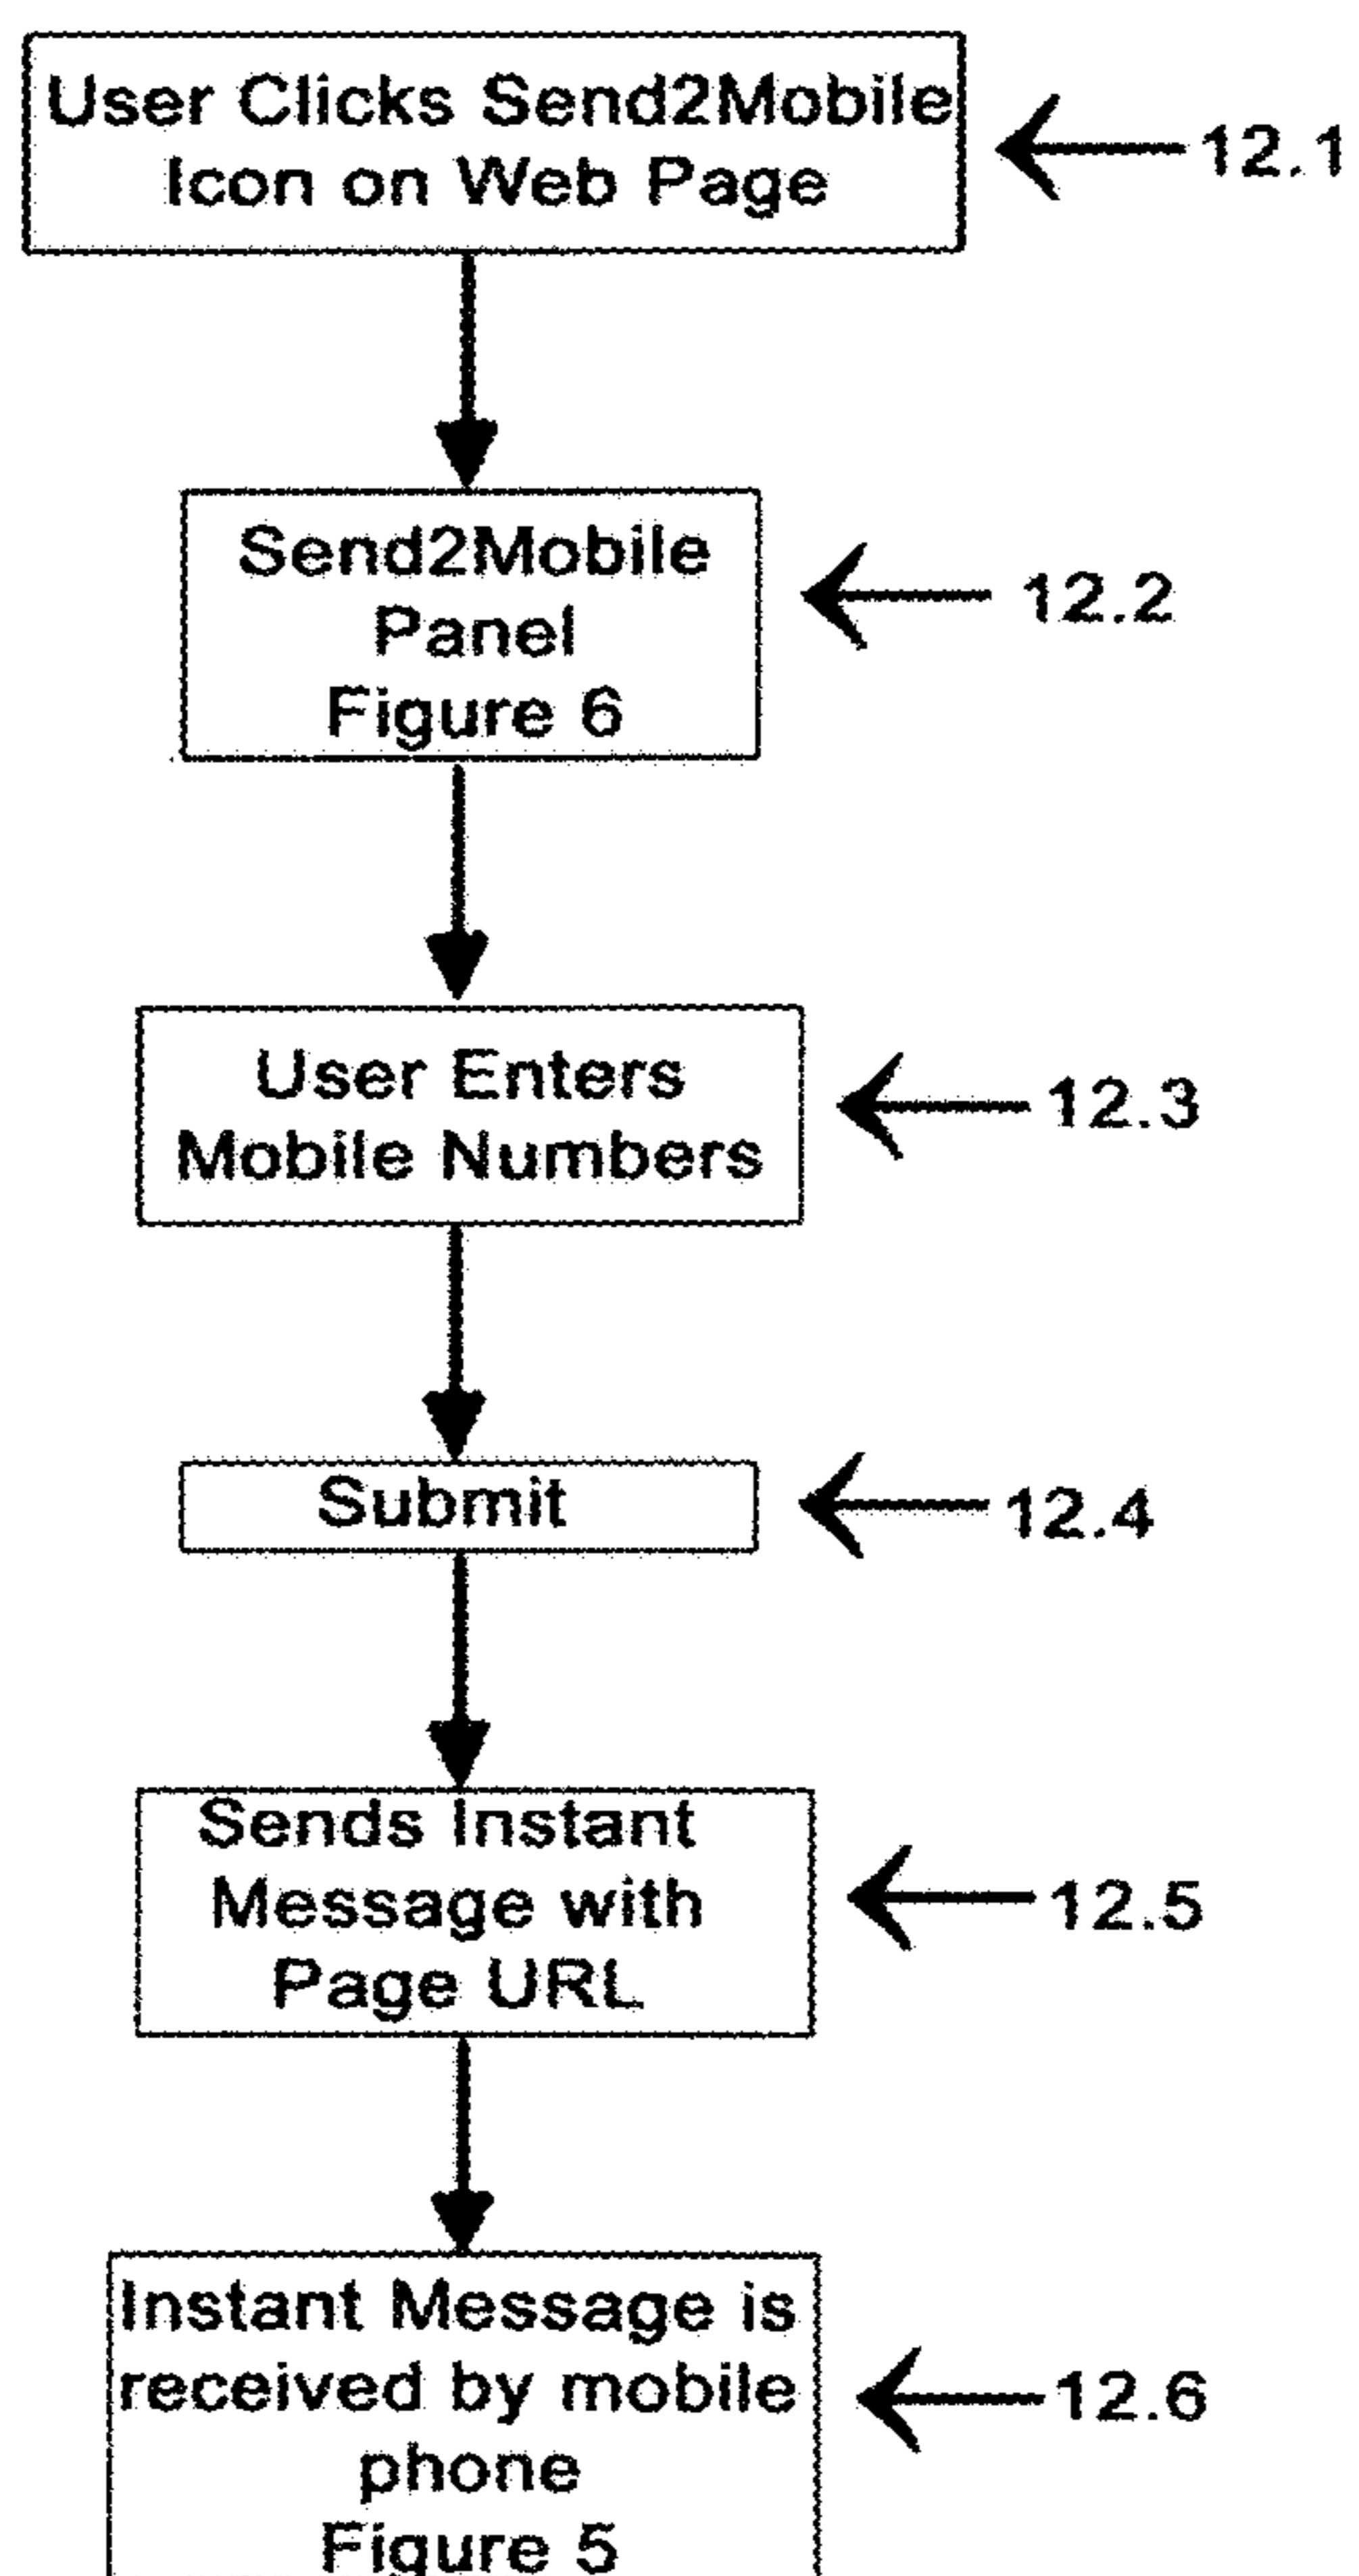 User Clicks Send2Mobile
Icon on Web Page
12.1
Send2Mobile
Panel
Figure 6
12.2
User Enters
Mobile Numbers
12.3
Submit
12.4
Sends Instant
Message with
Page URL
12.5
Instant Message is
received by mobile
phone
Figure 5
12.6